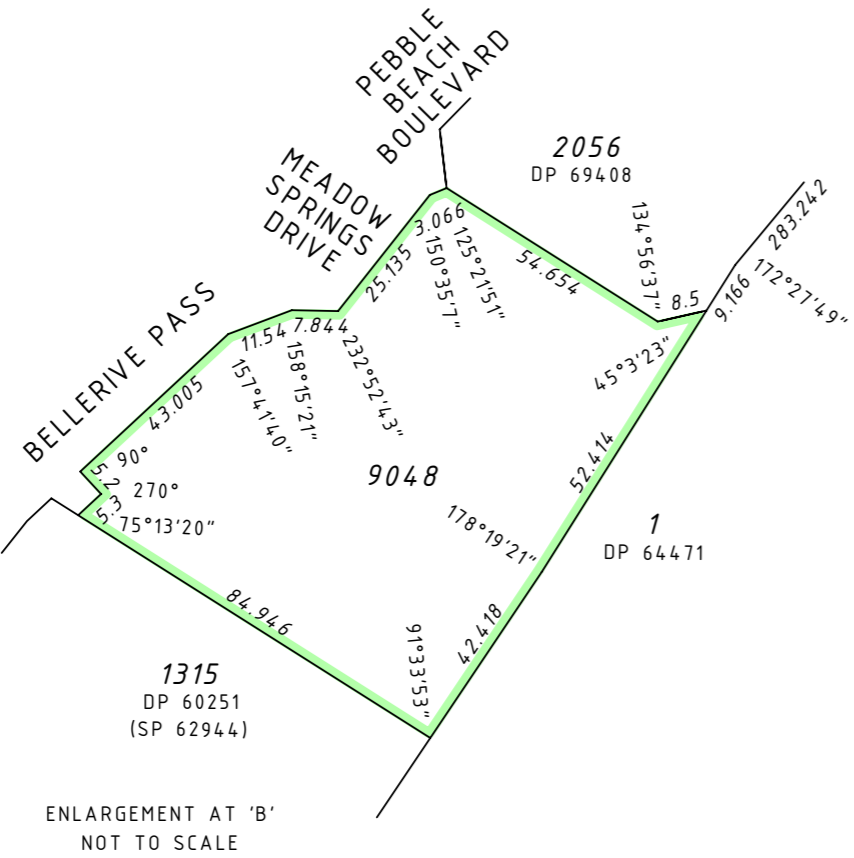 PEBBLE
BEACH
BOULEVARD
2056
DP 69408
MEADOW
SPRINGS
DRIVE
BELLERIVE PASS
283.242
172°27'49"
9.166
134°56'37"
8.5
3.066
125°21'51"
150°35'7"
25.135
54.654
7.844
11.54
232°52'43"
158°15'21"
157°41'40"
45°3'23"
43.005
90°
5.2
270°
5.3
75°13'20"
9048
52.414
178°19'21"
1
DP 64471
84.946
42.418
91°33'53"
1315
DP 60251
(SP 62944)
ENLARGEMENT AT 'B'
NOT TO SCALE